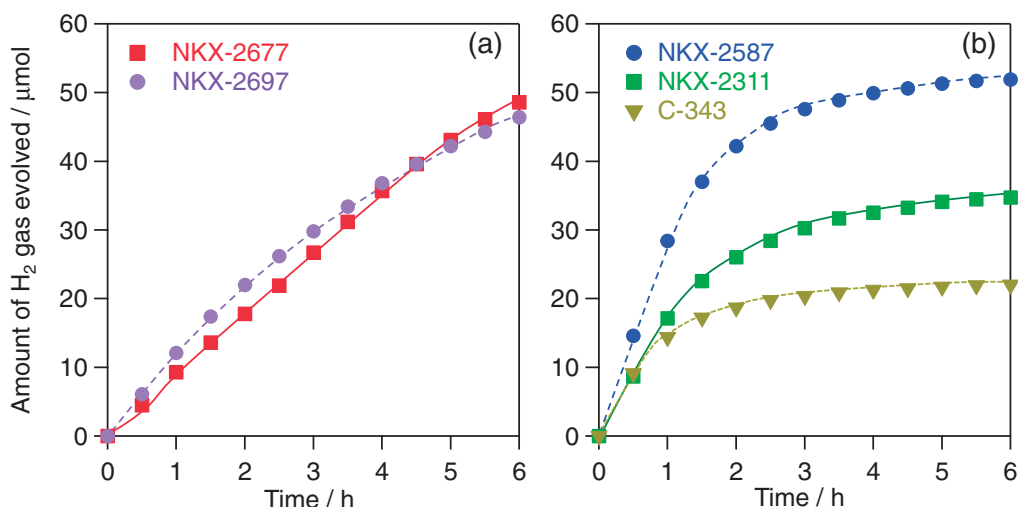 Amount of H₂ gas evolved / μmol
60
50
40
30
20
10
0
(a)
NKX-2677
NKX-2697
0 1 2 3 4 5 6
Time / h
60
50
40
30
20
10
0
(b)
NKX-2587
NKX-2311
C-343
0 1 2 3 4 5 6
Time / h